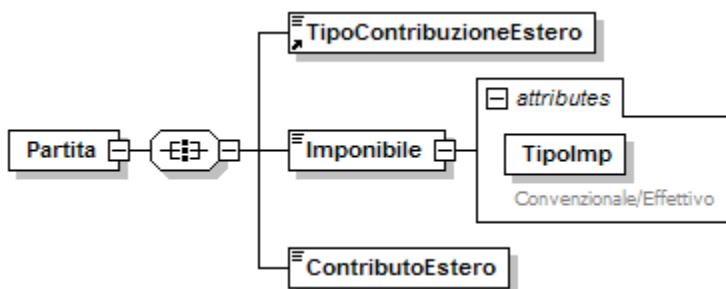 TipoContribuzioneEstero
attributes
Partita
Imponibile
TipoImp
Convenzionale/Effettivo
ContributoEstero